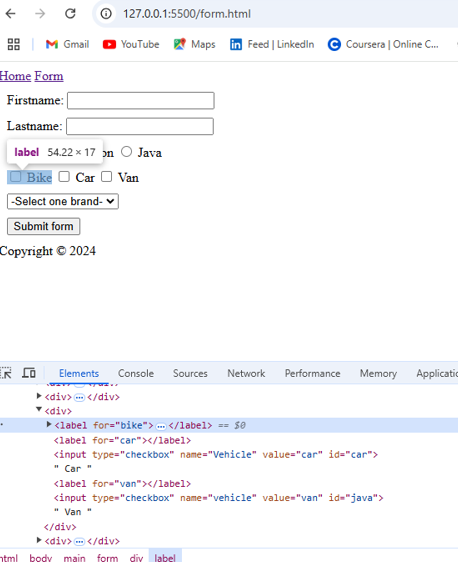 127.0.0.1:5500/form.html
Gmail YouTube Maps Feed | LinkedIn Coursera | Online C...
Home Form
Firstname:
Lastname:
label 54.22 × 17 on Java
Bike Car Van
-Select one brand-
Submit form
Copyright © 2024
Elements Console Sources Network Performance Memory Applicatio
<div> ... </div>
<div> ... </div>
<div>
<label for="bike"> ... </label> == $0
<label for="car"></label>
<input type="checkbox" name="Vehicle" value="car" id="car">
" Car "
<label for="van"></label>
<input type="checkbox" name="vehicle" value="van" id="java">
" Van "
</div>
<div> ... </div>
html body main form div label